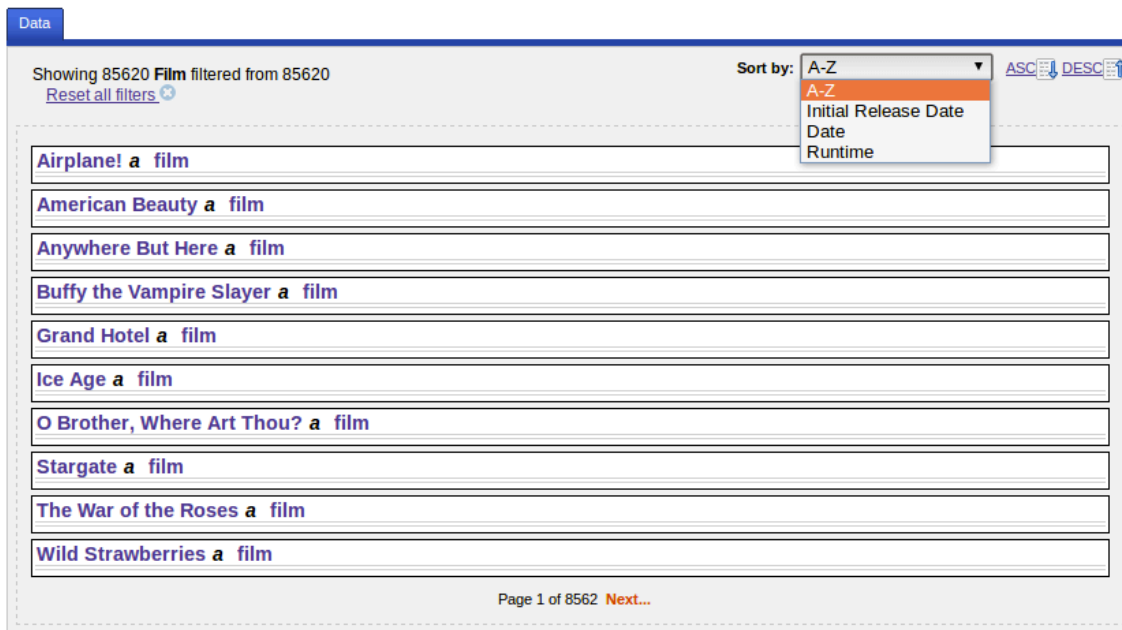 Data
Showing 85620 Film filtered from 85620
Reset all filters
Sort by: A-Z ASC DESC
A-Z
Initial Release Date
Date
Runtime
Airplane! a film
American Beauty a film
Anywhere But Here a film
Buffy the Vampire Slayer a film
Grand Hotel a film
Ice Age a film
O Brother, Where Art Thou? a film
Stargate a film
The War of the Roses a film
Wild Strawberries a film
Page 1 of 8562 Next...